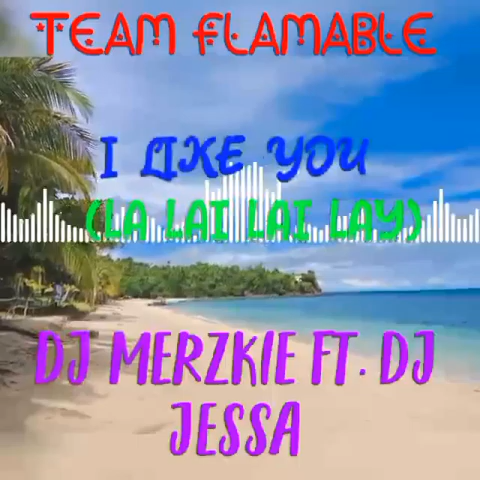 TEAM FLAMABLE
I LIKE YOU
(LA LAI LAI LAY)
DJ MERZKIE FT. DJ
JESSA